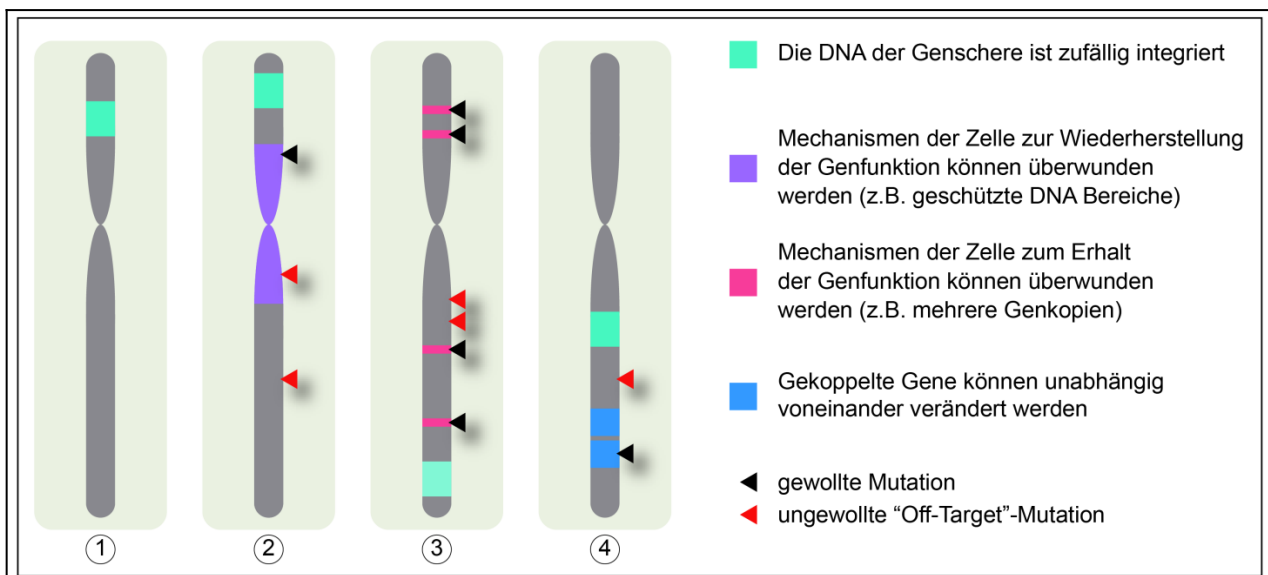 Die DNA der Genschere ist zufällig integriert
Mechanismen der Zelle zur Wiederherstellung
der Genfunktion können überwunden
werden (z.B. geschützte DNA Bereiche)
Mechanismen der Zelle zum Erhalt
der Genfunktion können überwunden
werden (z.B. mehrere Genkopien)
Gekoppelte Gene können unabhängig
voneinander verändert werden
gewollte Mutation
ungewollte “Off-Target”-Mutation
1 2 3 4